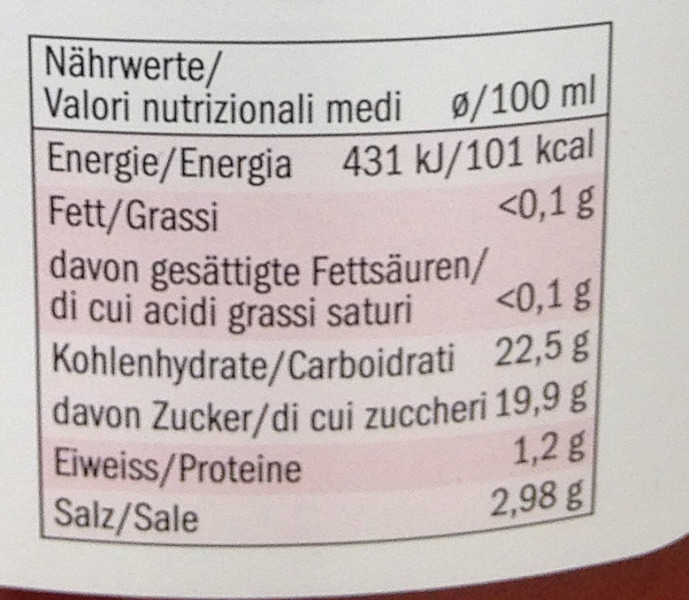 Nährwerte/
Valori nutrizionali medi ø/100 ml
Energie/Energia 431 kJ/101 kcal
Fett/Grassi <0,1 g
davon gesättigte Fettsäuren/
di cui acidi grassi saturi <0,1 g
Kohlenhydrate/Carboidrati 22,5 g
davon Zucker/di cui zuccheri 19,9 g
Eiweiss/Proteine 1,2 g
Salz/Sale 2,98 g